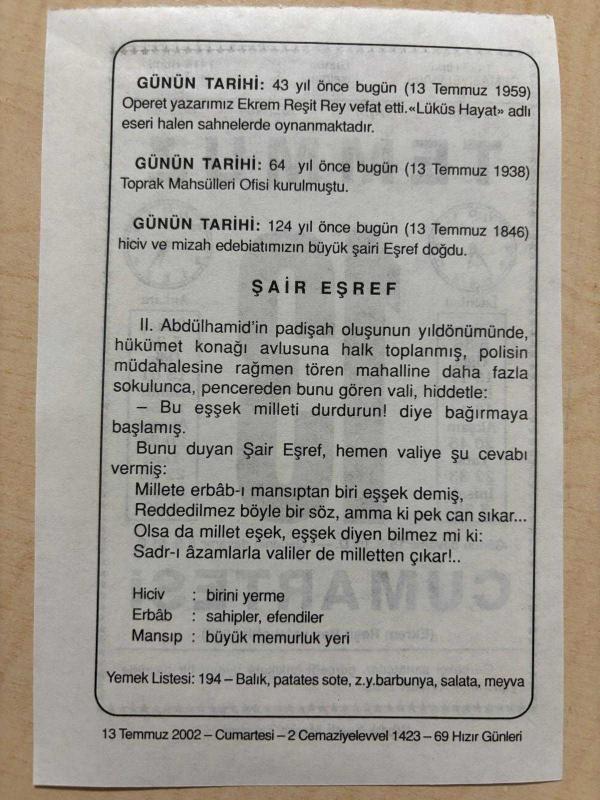 GÜNÜN TARİHİ: 43 yıl önce bugün (13 Temmuz 1959)
Operet yazarımız Ekrem Reşit Rey vefat etti.«Lüküs Hayat» adlı
eseri halen sahnelerde oynanmaktadır.
GÜNÜN TARİHİ: 64 yıl önce bugün (13 Temmuz 1938)
Toprak Mahsülleri Ofisi kurulmuştu.
GÜNÜN TARİHİ: 124 yıl önce bugün (13 Temmuz 1846)
hiciv ve mizah edebiatımızın büyük şairi Eşref doğdu.
ŞAİR EŞREF
II. Abdülhamid'in padişah oluşunun yıldönümünde,
hükümet konağı avlusuna halk toplanmış, polisin
müdahalesine rağmen tören mahalline daha fazla
sokulunca, pencereden bunu gören vali, hiddetle:
– Bu eşşek milleti durdurun! diye bağırmaya
başlamış.
Bunu duyan Şair Eşref, hemen valiye şu cevabı
vermiş:
Millete erbâb-ı mansıptan biri eşşek demiş,
Reddedilmez böyle bir söz, amma ki pek can sıkar...
Olsa da millet eşek, eşşek diyen bilmez mi ki:
Sadr-ı âzamlarla valiler de milletten çıkar!..
Hiciv : birini yerme
Erbâb : sahipler, efendiler
Mansıp : büyük memurluk yeri
Yemek Listesi: 194 – Balık, patates sote, z.y.barbunya, salata, meyva
13 Temmuz 2002 – Cumartesi – 2 Cemaziyelevvel 1423 – 69 Hızır Günleri